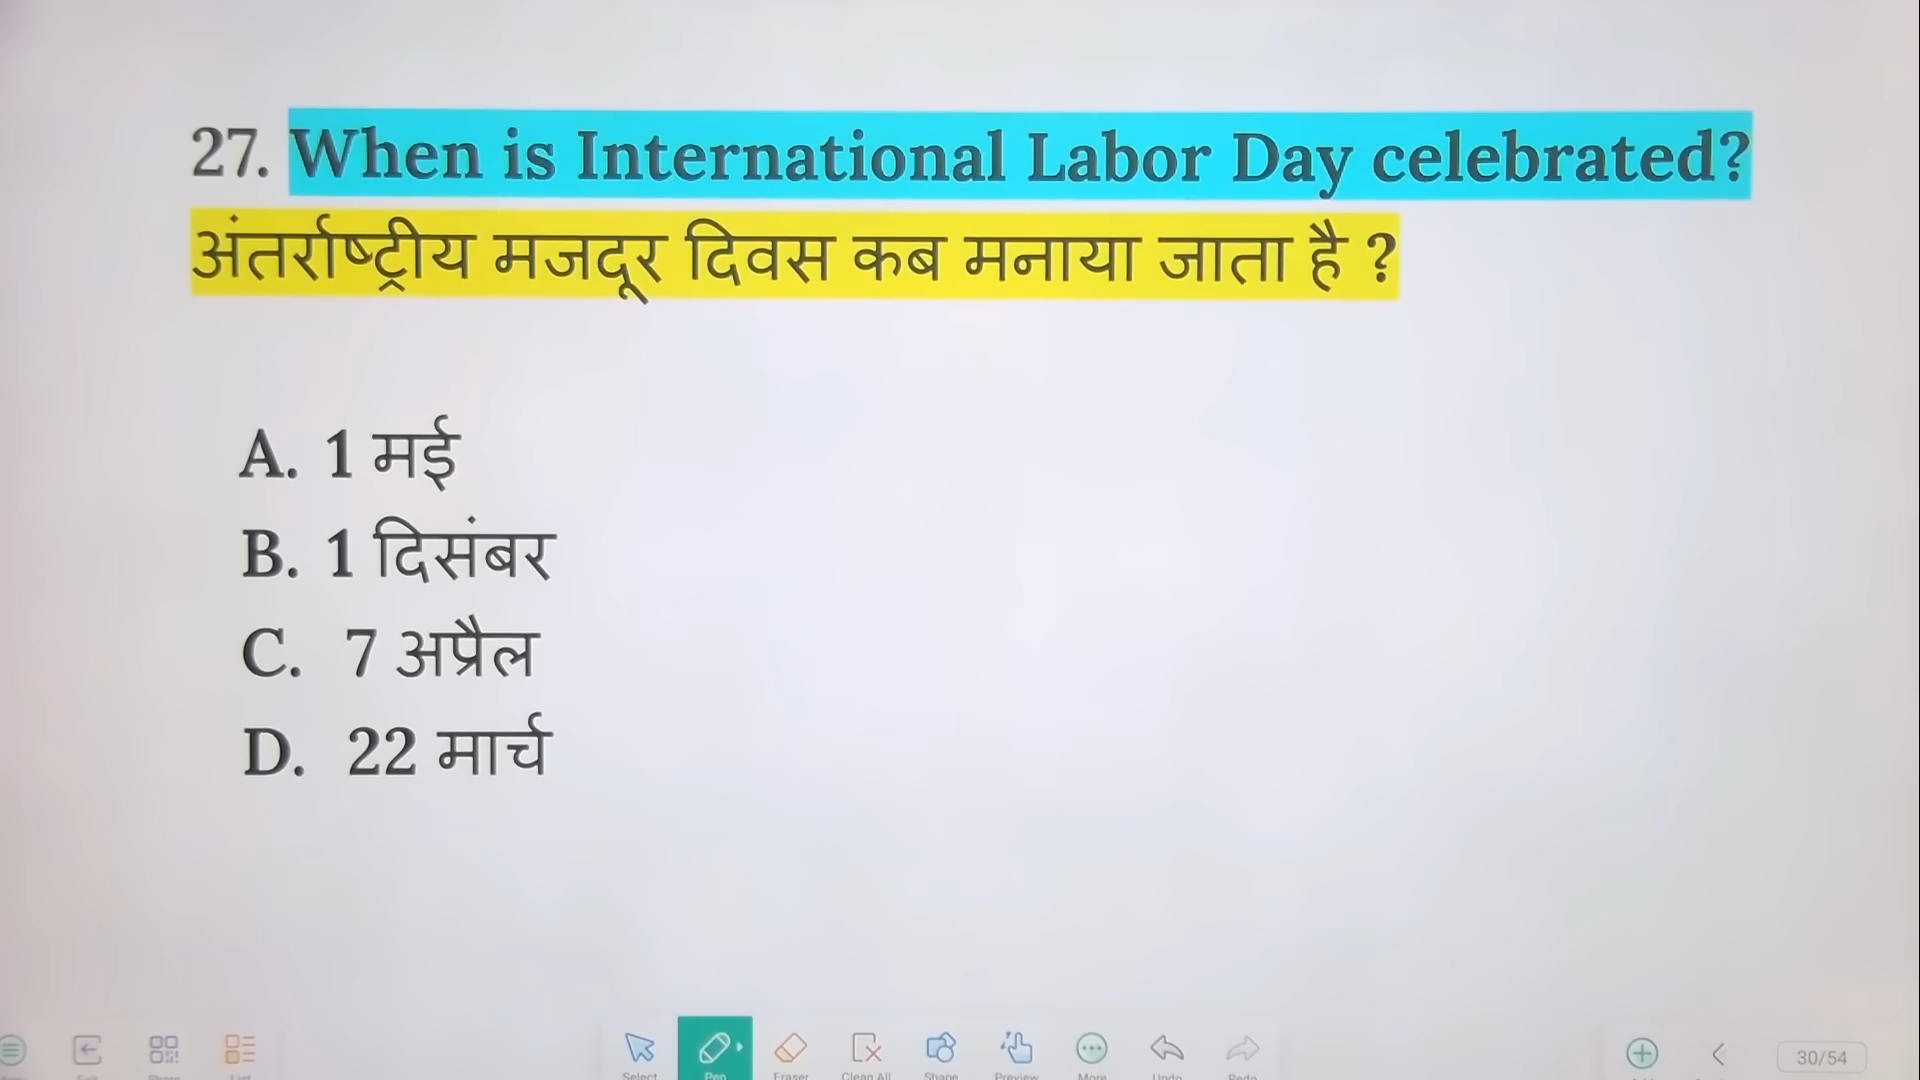 27. When is International Labor Day celebrated?
अंतर्राष्ट्रीय मजदूर दिवस कब मनाया जाता है ?
A. 1 मई
B. 1 दिसंबर
C. 7 अप्रैल
D. 22 मार्च
Select Pen Eraser Clean All Shape Preview More Undo Redo
30/54